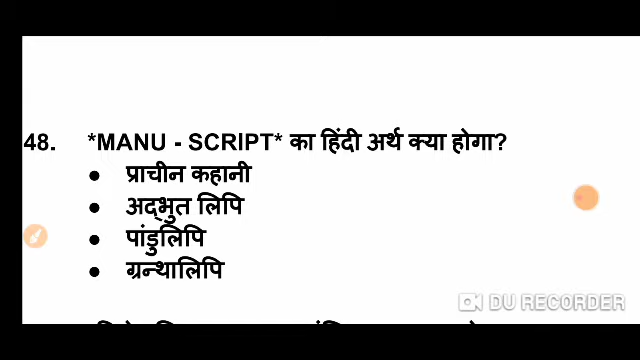 48. *MANU - SCRIPT* का हिंदी अर्थ क्या होगा?
● प्राचीन कहानी
● अद्भुत लिपि
● पांडुलिपि
● ग्रन्थालिपि
DU RECORDER